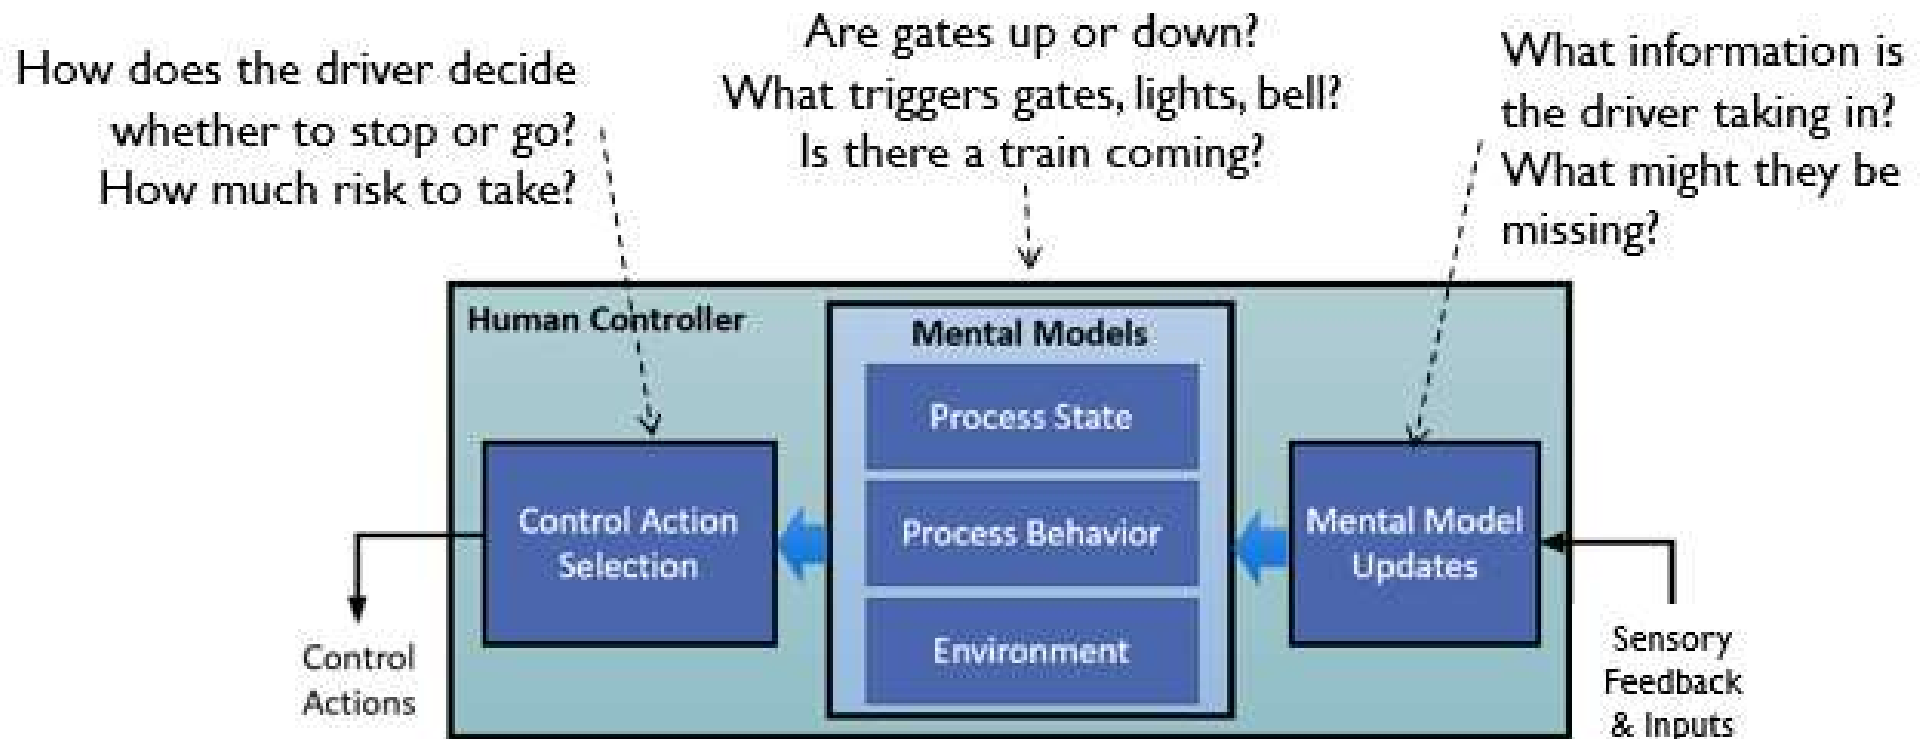 How does the driver decide
whether to stop or go?
How much risk to take?
Are gates up or down?
What triggers gates, lights, bell?
Is there a train coming?
What information is
the driver taking in?
What might they be
missing?
Human Controller
Mental Models
Process State
Process Behavior
Environment
Control Action
Selection
Mental Model
Updates
Control
Actions
Sensory
Feedback
& Inputs